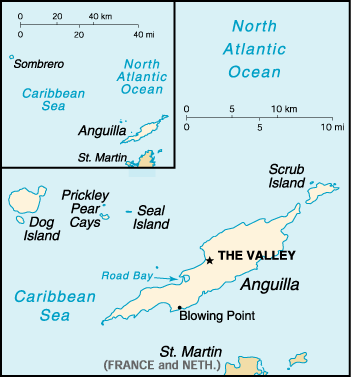 0 20 40 km
0 20 40 mi
Sombrero
North
Atlantic
Ocean
Caribbean
Sea
Anguilla
St. Martin
North
Atlantic
Ocean
0 5 10 km
0 5 10 mi
Scrub
Island
Prickley
Pear
Cays
Seal
Island
Dog
Island
THE VALLEY
Road Bay
Anguilla
Caribbean
Sea
Blowing Point
St. Martin
(FRANCE and NETH.)